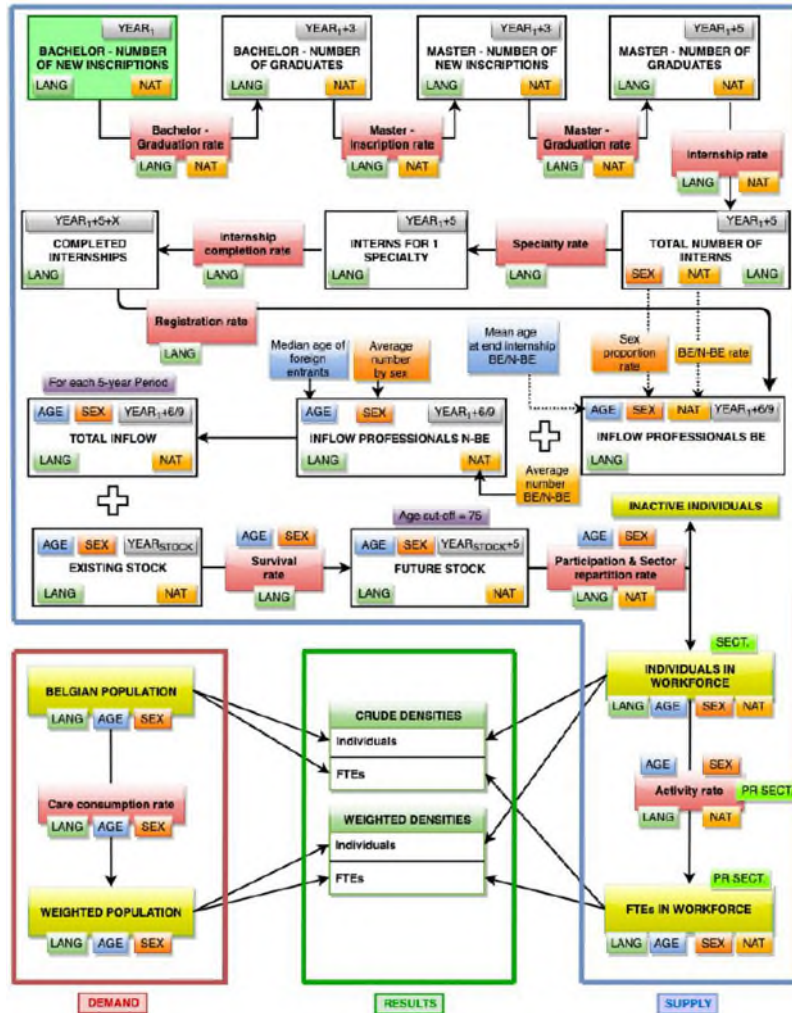 YEAR1
BACHELOR - NUMBER
OF NEW INSCRIPTIONS
LANG NAT
YEAR1+3
BACHELOR - NUMBER
OF GRADUATES
LANG NAT
YEAR1+3
MASTER - NUMBER OF
NEW INSCRIPTIONS
LANG NAT
YEAR1+5
MASTER - NUMBER OF
GRADUATES
LANG NAT
Bachelor -
Graduation rate
LANG NAT
Master -
Inscription rate
LANG NAT
Master -
Graduation rate
LANG NAT
Internship rate
LANG NAT
YEAR1+5+X
COMPLETED
INTERNSHIPS
LANG
Internship
completion rate
LANG
YEAR1+5
INTERNS FOR 1
SPECIALTY
LANG
Specialty rate
LANG
YEAR1+5
TOTAL NUMBER OF
INTERNS
SEX NAT LANG
Registration rate
LANG
Median age of
foreign
entrants
Average
number
by sex
Mean age
at end internship
BE/N-BE
Sex
proportion
rate
BE/N-BE rate
For each 5-year Period
AGE SEX YEAR1+6/9
TOTAL INFLOW
LANG NAT
AGE SEX YEAR1+6/9
INFLOW PROFESSIONALS N-BE
LANG NAT
AGE SEX NAT YEAR1+6/9
INFLOW PROFESSIONALS BE
LANG
Average
number
BE/N-BE
INACTIVE INDIVIDUALS
AGE SEX YEARSTOCK
EXISTING STOCK
LANG NAT
AGE SEX
Survival
rate
LANG
Age cut-off = 75
AGE SEX YEARSTOCK+5
FUTURE STOCK
LANG NAT
AGE SEX
Participation & Sector
repartition rate
LANG NAT
BELGIAN POPULATION
LANG AGE SEX
Care consumption rate
LANG AGE SEX
WEIGHTED POPULATION
LANG AGE SEX
CRUDE DENSITIES
Individuals
FTEs
WEIGHTED DENSITIES
Individuals
FTEs
SECT.
INDIVIDUALS IN
WORKFORCE
LANG AGE SEX NAT
AGE SEX
Activity rate PR SECT.
LANG NAT
PR SECT.
FTEs IN WORKFORCE
LANG AGE SEX NAT
DEMAND
RESULTS
SUPPLY